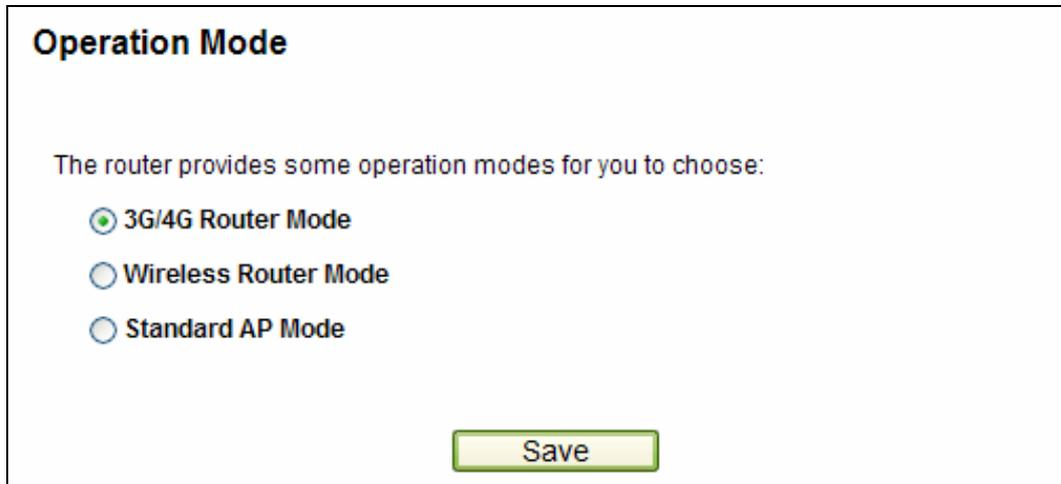 Operation Mode
The router provides some operation modes for you to choose:
3G/4G Router Mode
Wireless Router Mode
Standard AP Mode
Save